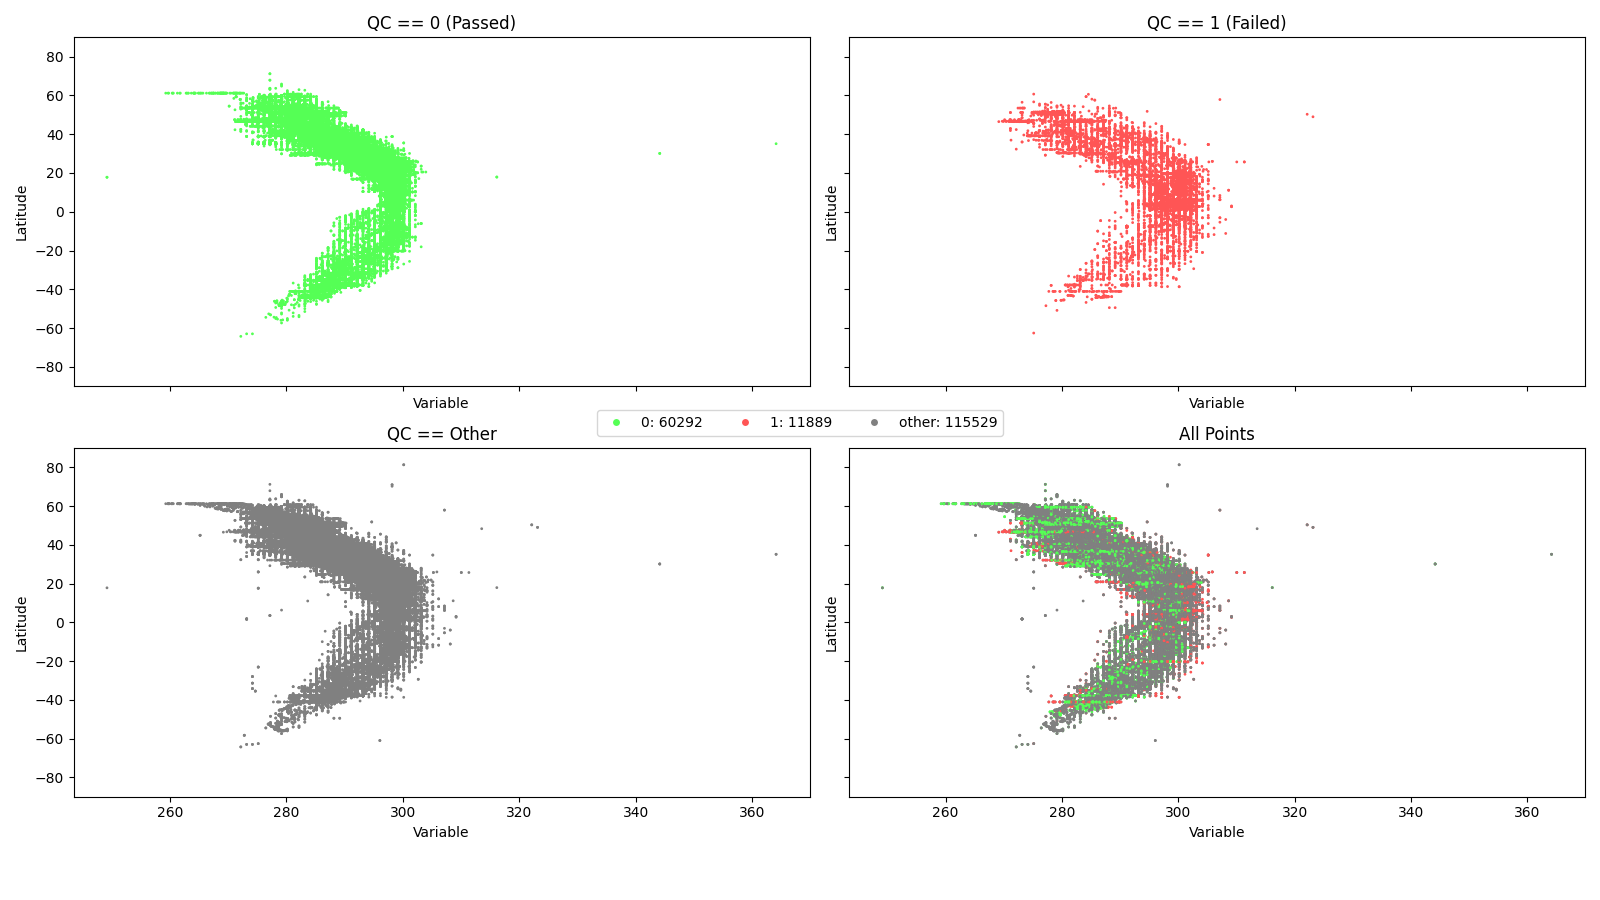 QC == 0 (Passed)
QC == 1 (Failed)
80
60
40
20
0
−20
−40
−60
−80
Latitude
Latitude
Variable
Variable
0: 60292
1: 11889
other: 115529
QC == Other
All Points
80
60
40
20
0
−20
−40
−60
−80
Latitude
Latitude
260
280
300
320
340
360
260
280
300
320
340
360
Variable
Variable